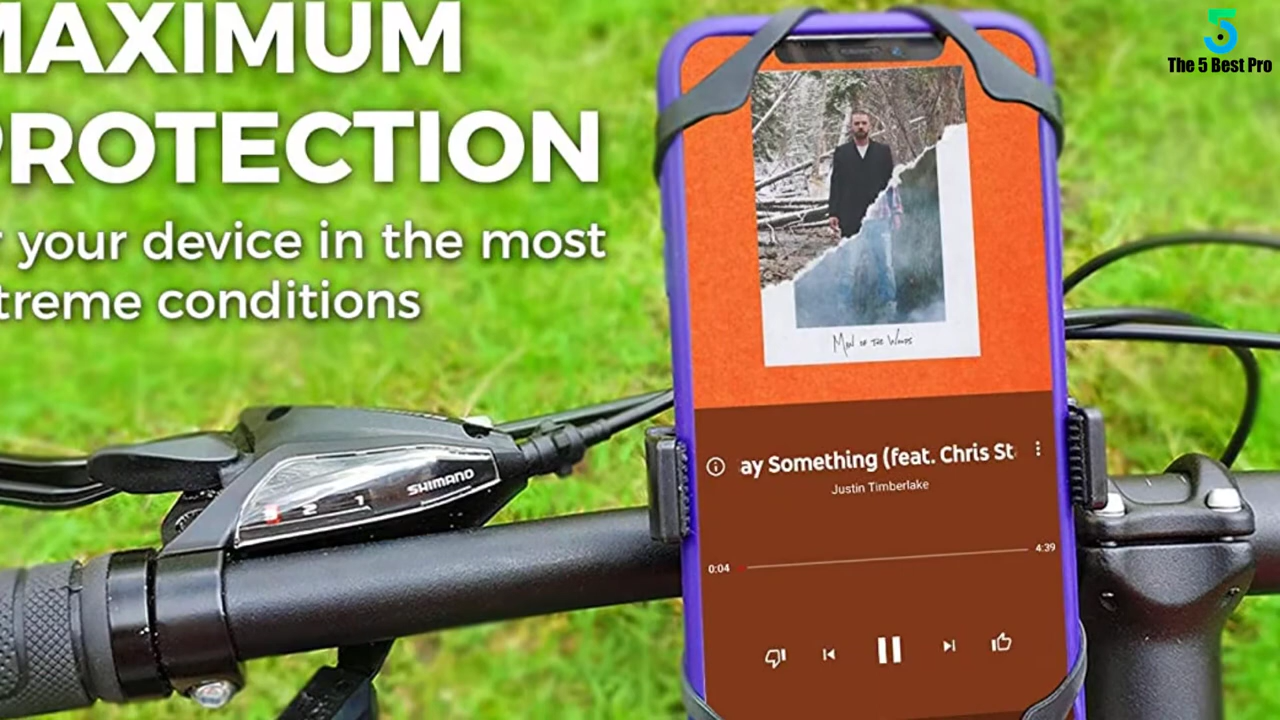 MAXIMUM
PROTECTION
your device in the most
treme conditions
5
The 5 Best Pro
Man of the Woods
ay Something (feat. Chris St
Justin Timberlake
0:04
4:39
SHIMANO
2 1